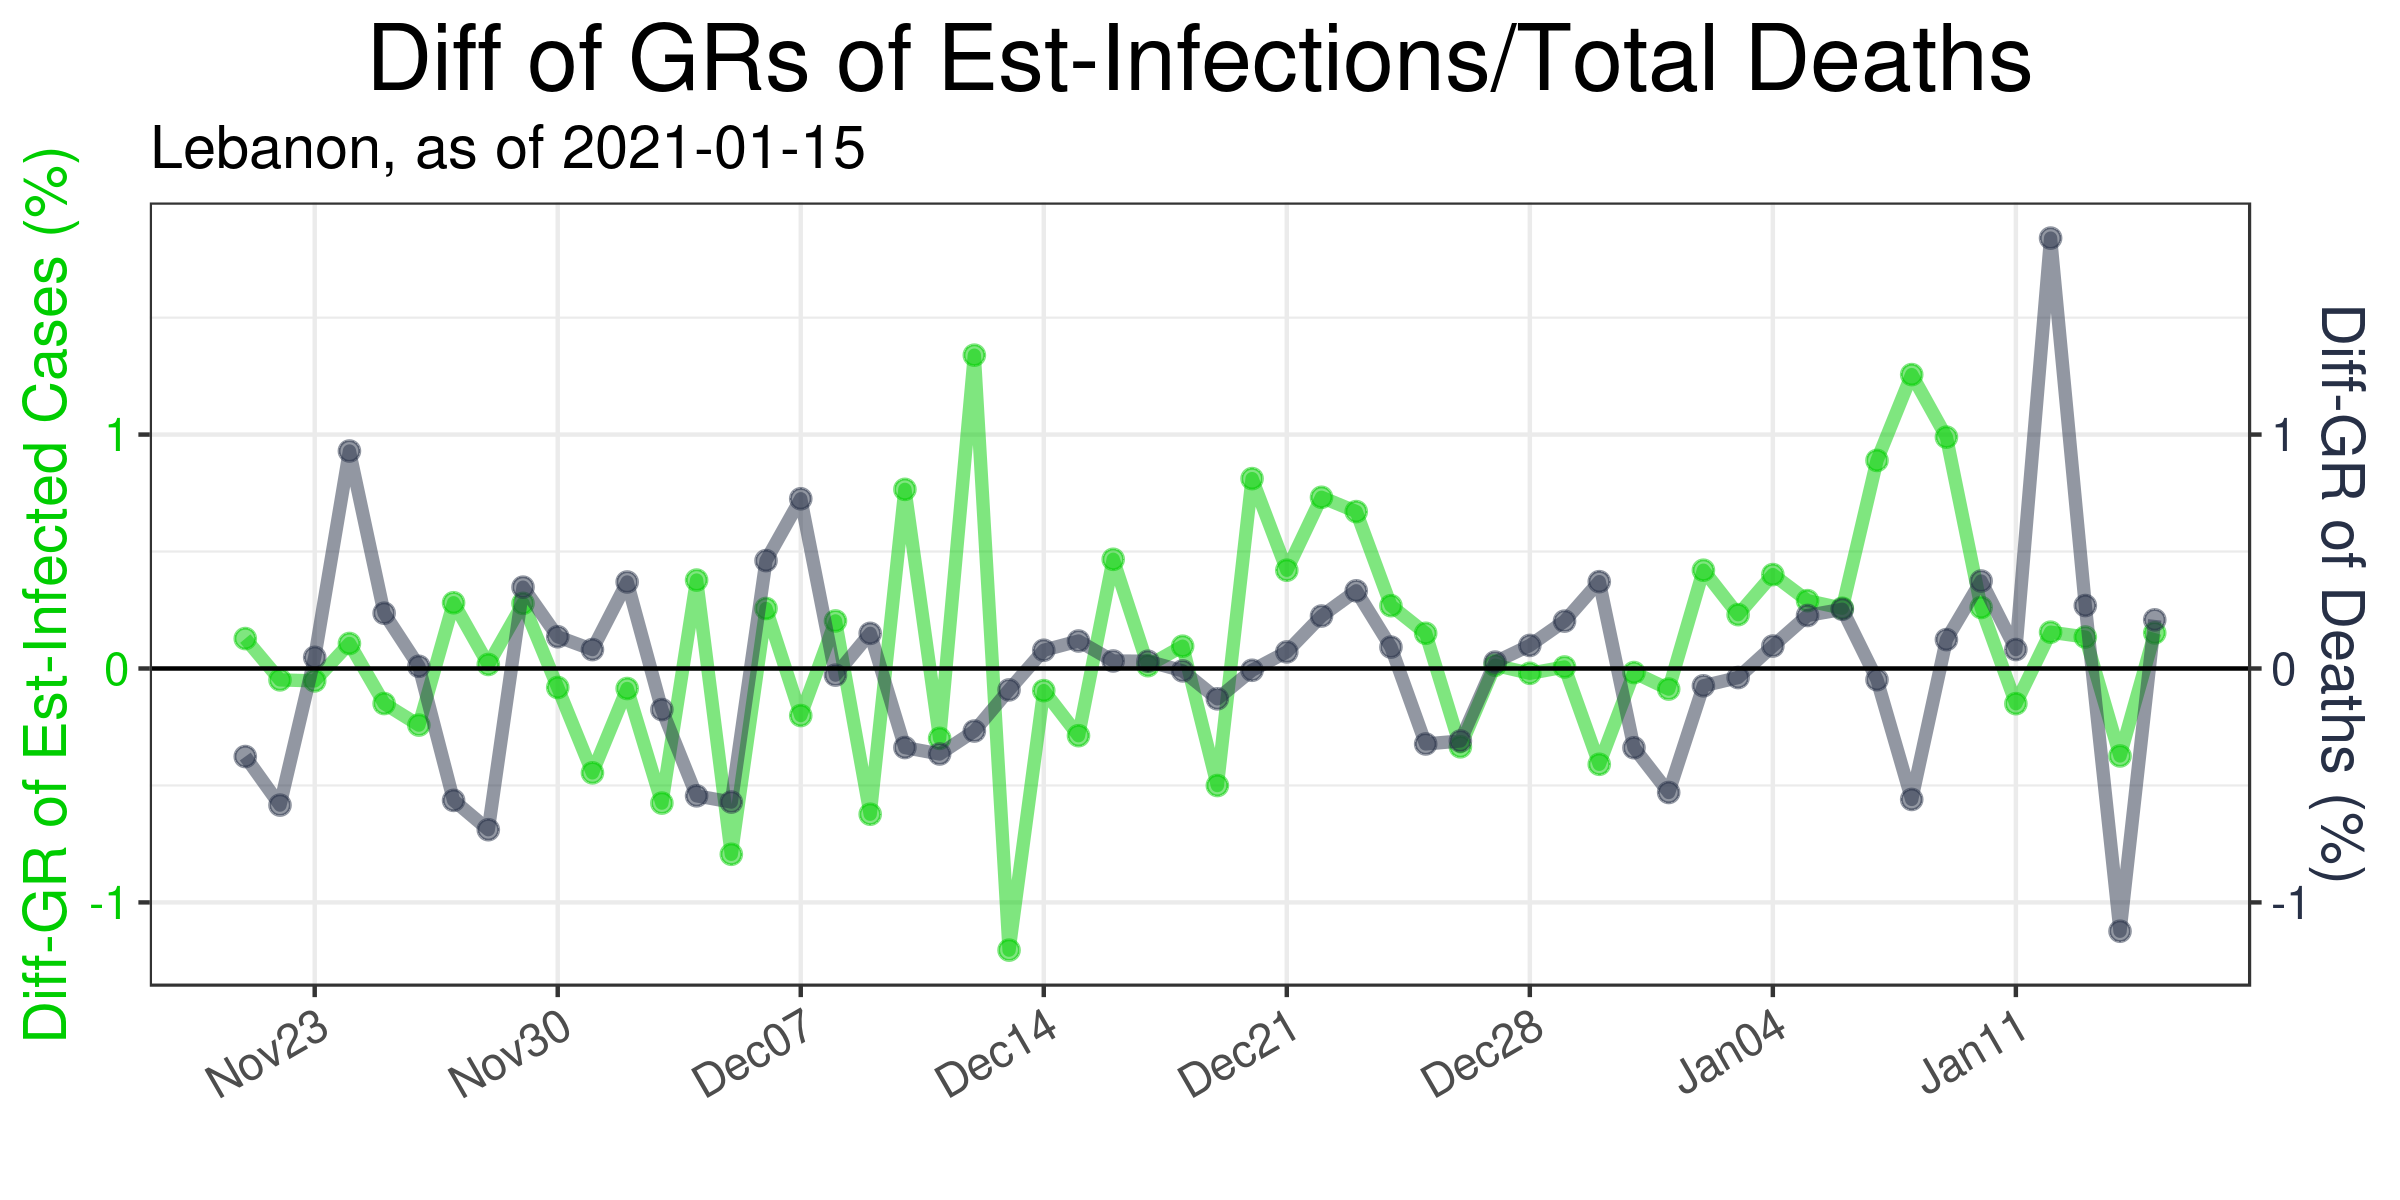 Diff of GRs of Est-Infections/Total Deaths
Lebanon, as of 2021-01-15
Diff-GR of Est-Infected Cases (%)
1
0
-1
Diff-GR of Deaths (%)
1
0
-1
Nov23
Nov30
Dec07
Dec14
Dec21
Dec28
Jan04
Jan11